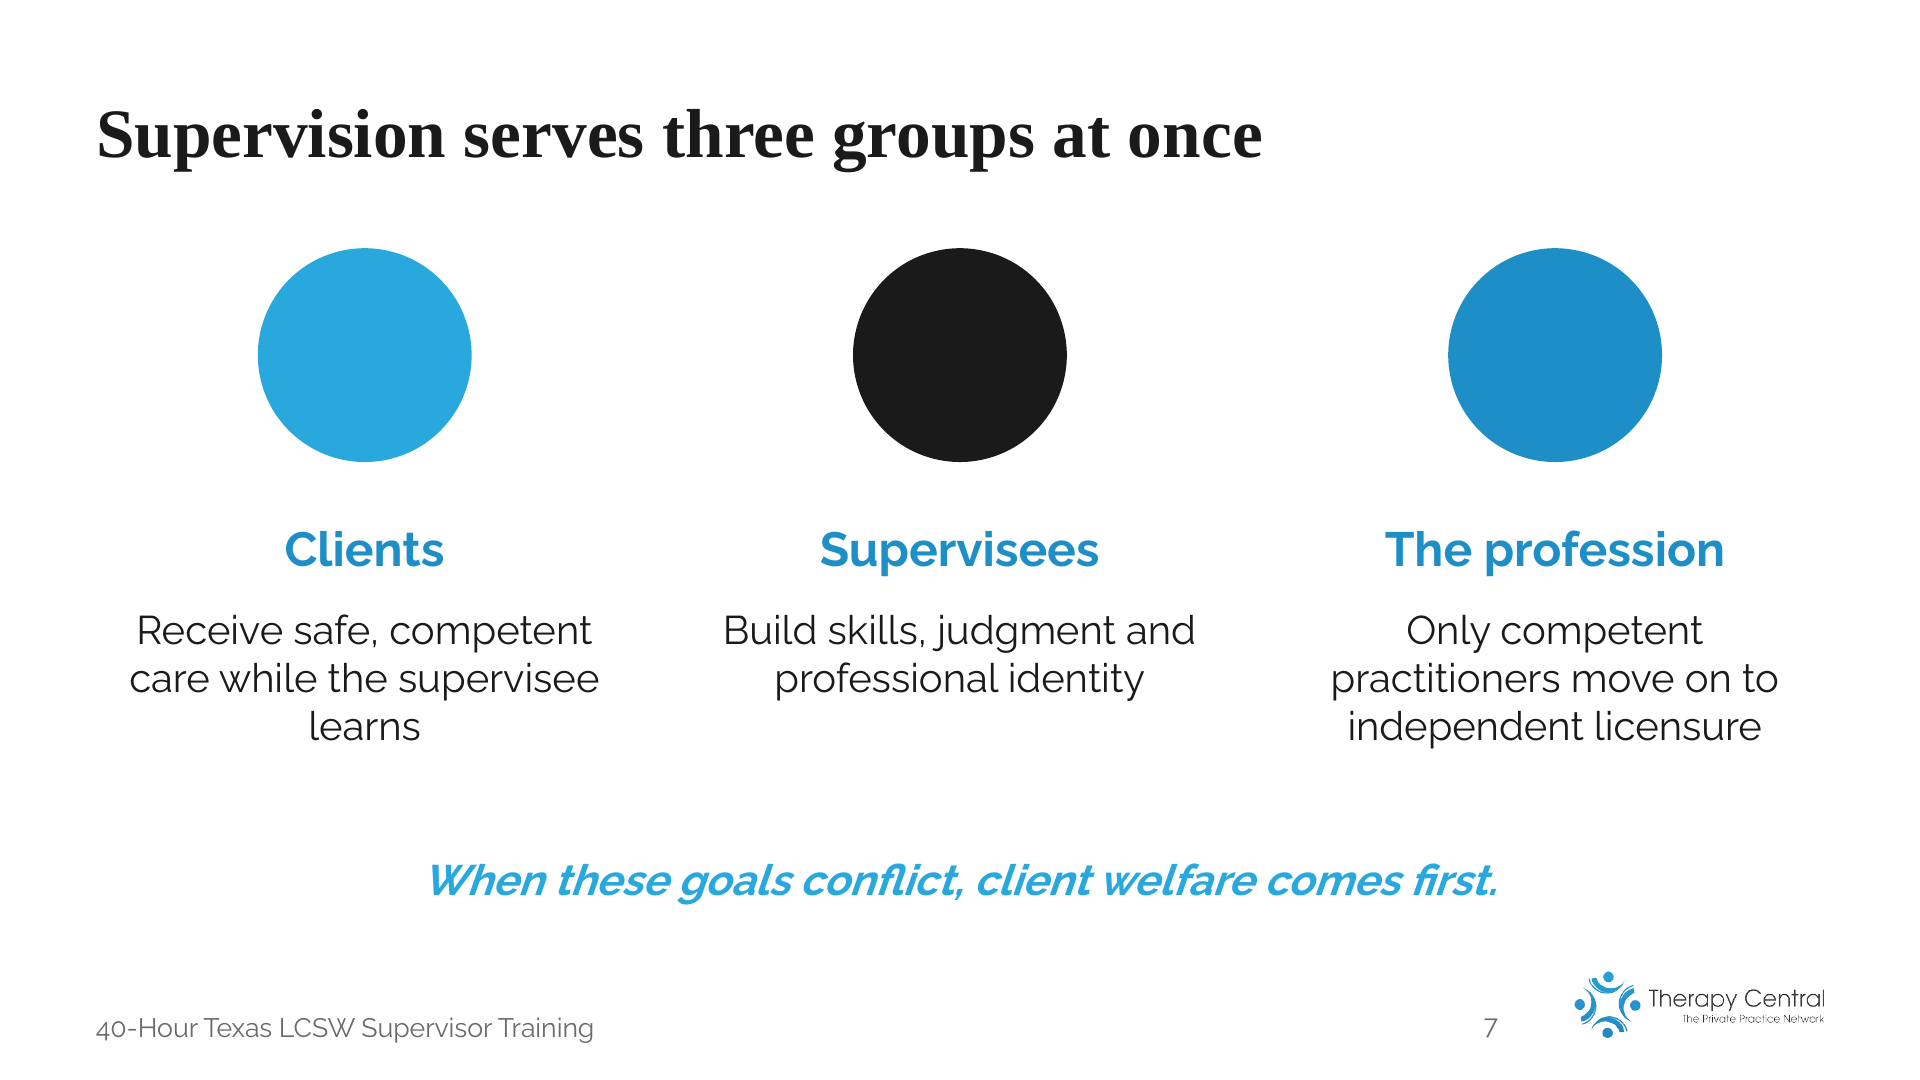 Supervision serves three groups at once
Clients
Receive safe, competent
care while the supervisee
learns
Supervisees
Build skills, judgment and
professional identity
The profession
Only competent
practitioners move on to
independent licensure
When these goals conflict, client welfare comes first.
40-Hour Texas LCSW Supervisor Training
7
Therapy Central
The Private Practice Network